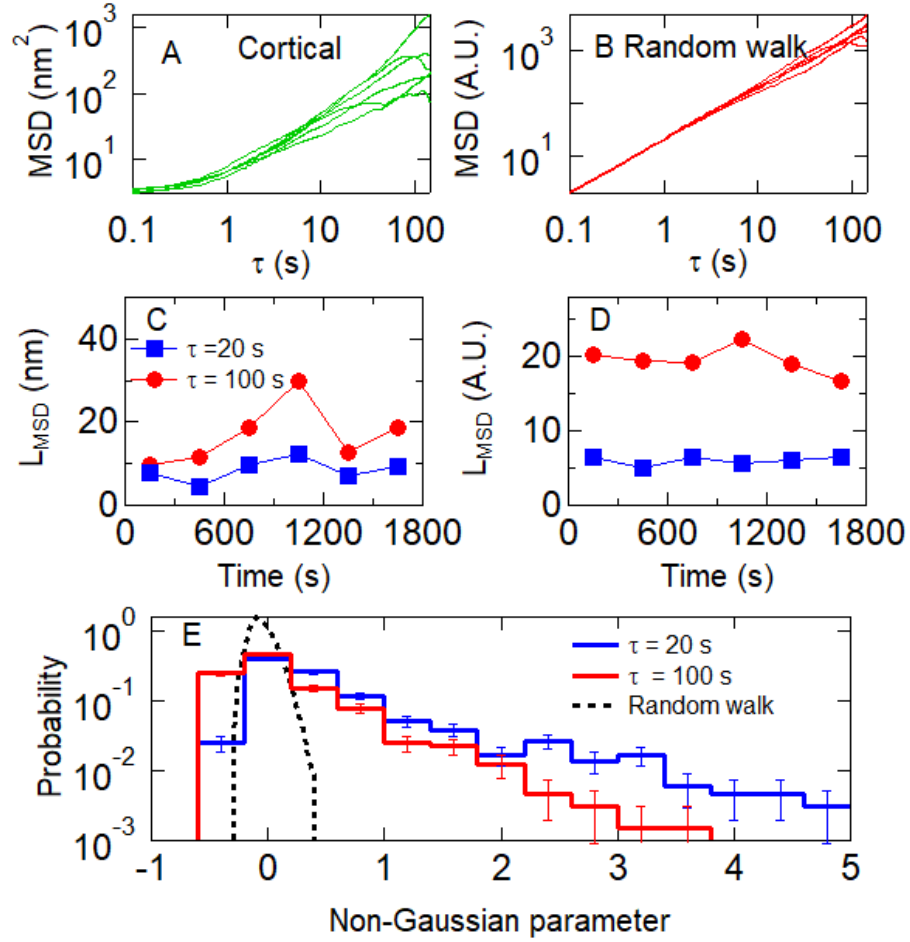 A Cortical
MSD (nm²)
10³
10²
10¹
0.1 1 10 100
τ (s)
B Random walk
MSD (A.U.)
10³
10¹
0.1 1 10 100
τ (s)
C
τ =20 s
τ = 100 s
L_MSD (nm)
40
20
0
0 600 1200 1800
Time (s)
D
L_MSD (A.U.)
20
10
0
0 600 1200 1800
Time (s)
E
τ = 20 s
τ = 100 s
Random walk
Probability
10⁰
10⁻¹
10⁻²
10⁻³
-1 0 1 2 3 4 5
Non-Gaussian parameter